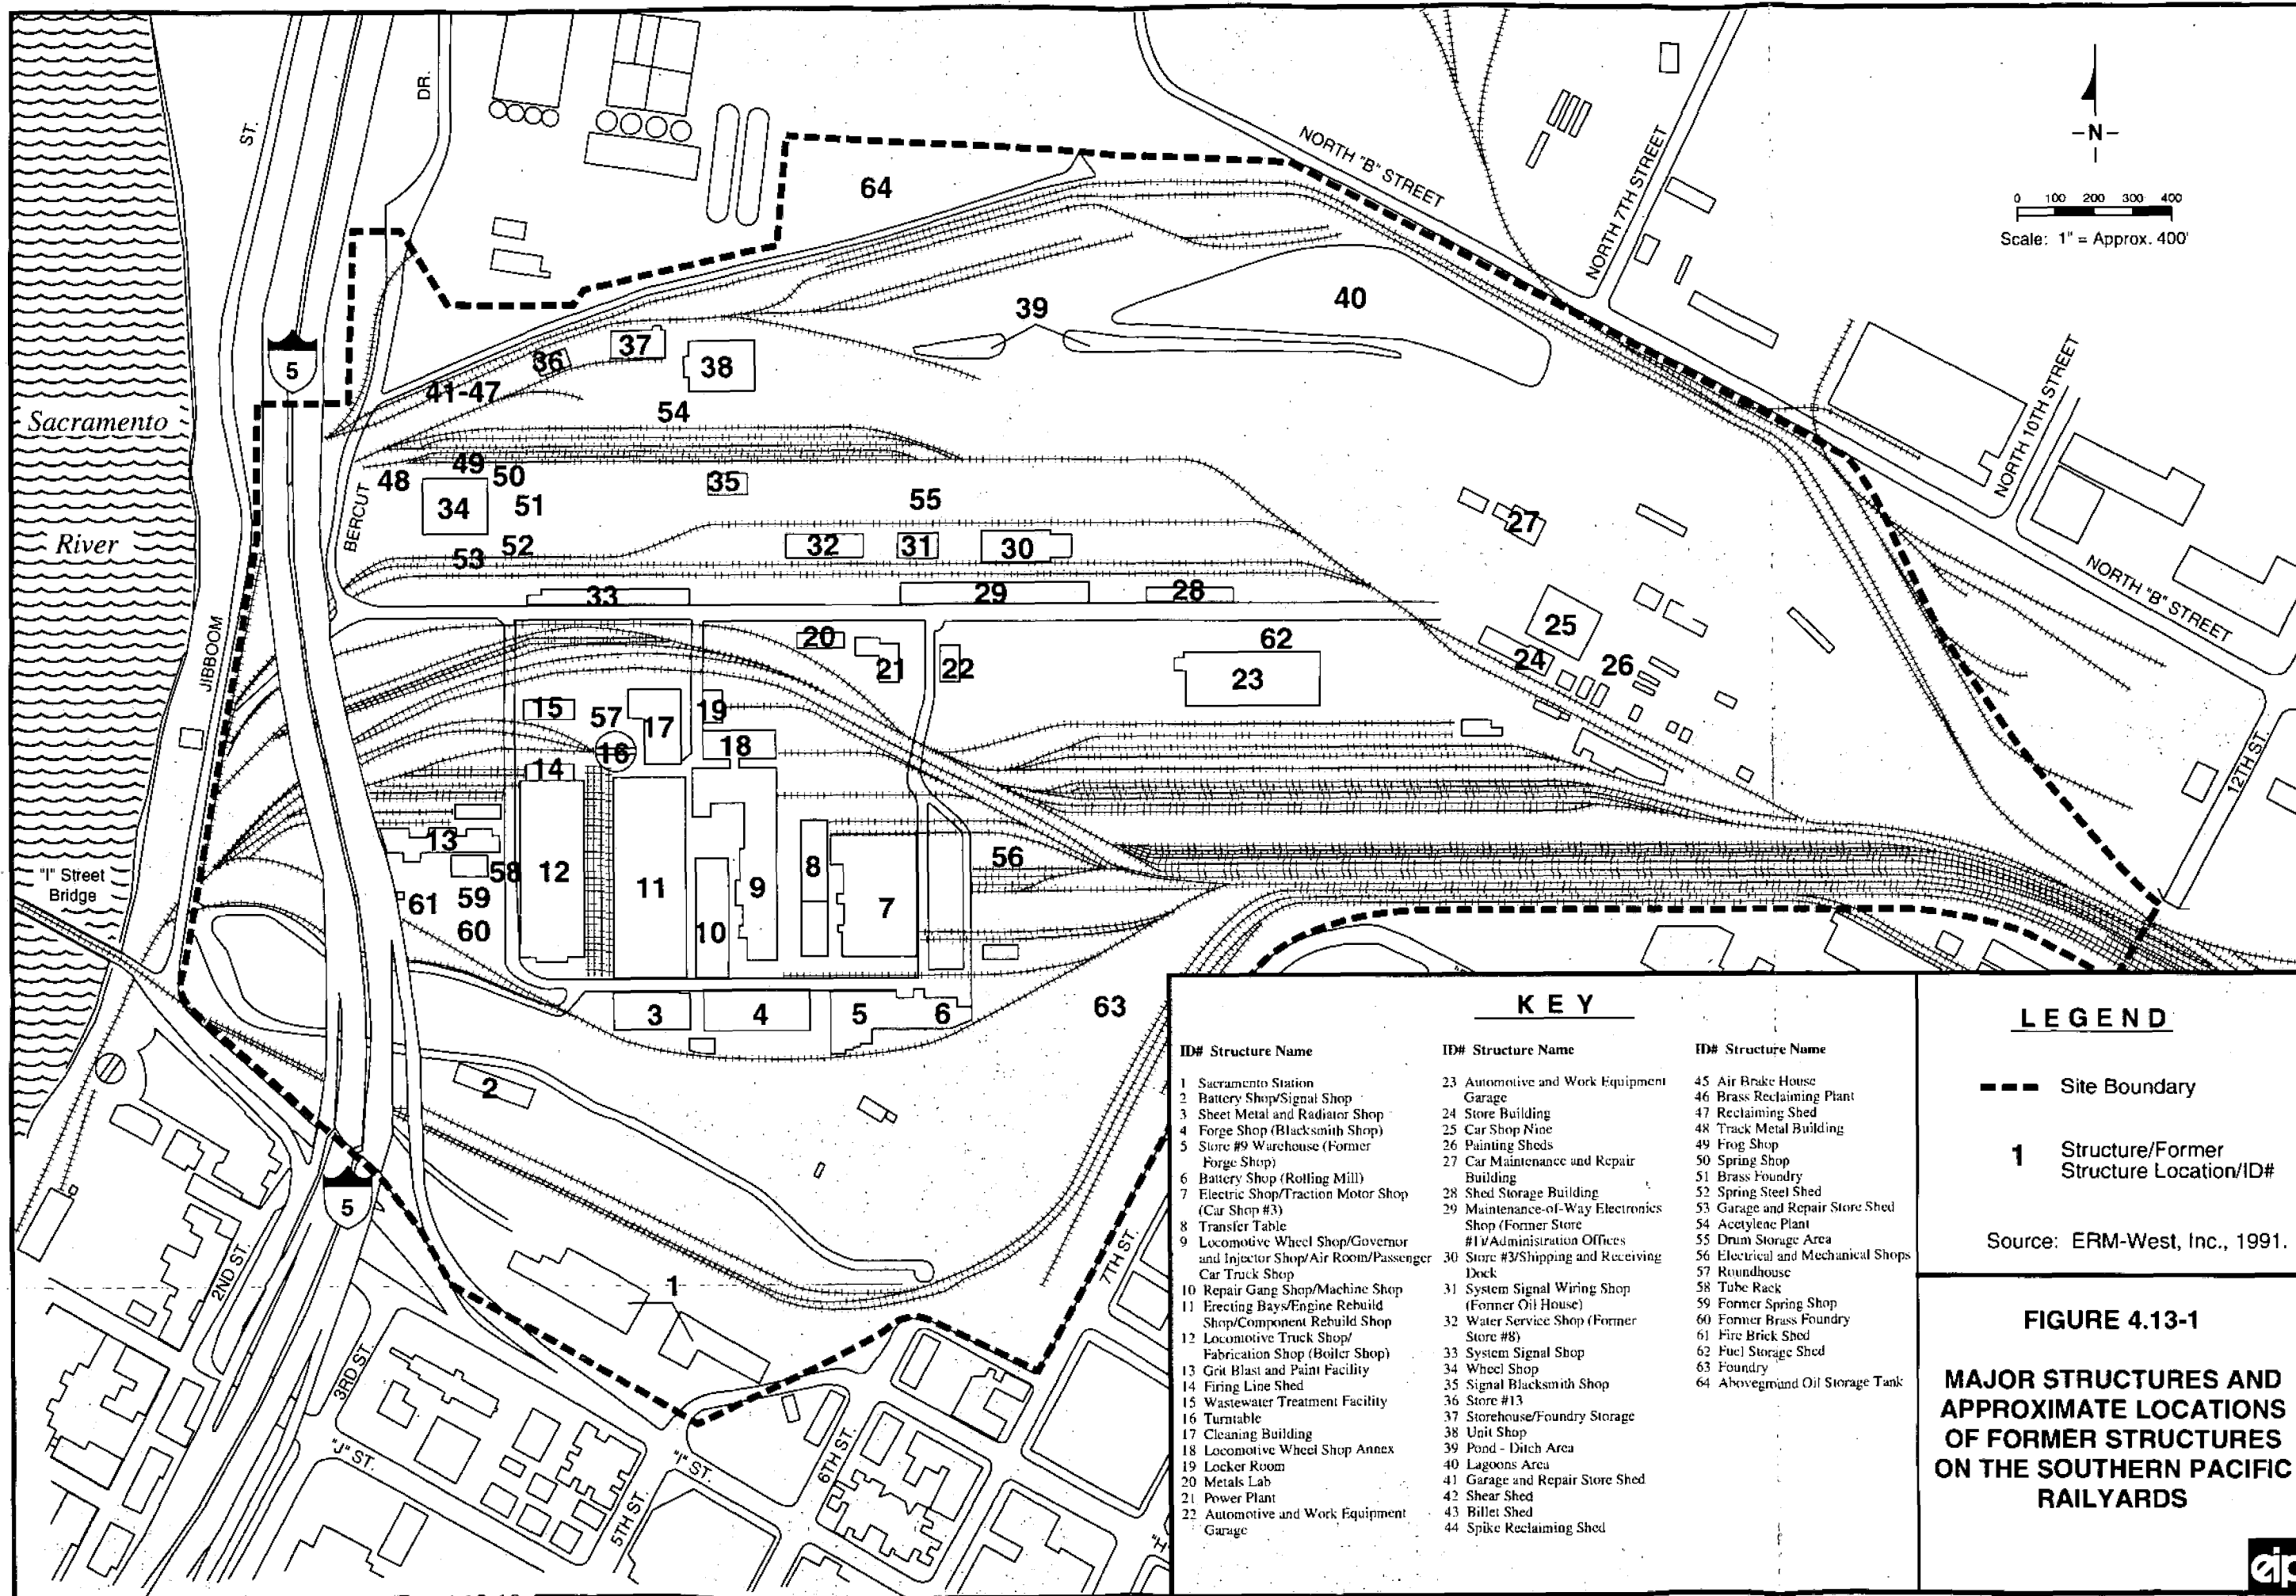 ST.
DR.
NORTH "B" STREET
NORTH 7TH STREET
-N-
0 100 200 300 400
Scale: 1" = Approx. 400'
64
39
40
5
37
36
38
41-47
54
Sacramento
River
NORTH 10TH STREET
49
50
48
35
34
51
55
BERCUT
27
52
53
32
31
30
NORTH "B" STREET
33
29
28
JIBBOOM
20
21
22
62
25
24
26
23
15
57
17
19
16
18
14
12TH ST.
13
58
12
11
9
8
7
56
"I" Street
Bridge
61
59
60
10
3
4
5
6
63
2
5
1
7TH ST.
2ND ST.
3RD ST.
"J" ST.
5TH ST.
"I" ST.
6TH ST.
"H"
KEY
ID# Structure Name
1 Sacramento Station
2 Battery Shop/Signal Shop
3 Sheet Metal and Radiator Shop
4 Forge Shop (Blacksmith Shop)
5 Store #9 Warehouse (Former
Forge Shop)
6 Battery Shop (Rolling Mill)
7 Electric Shop/Traction Motor Shop
(Car Shop #3)
8 Transfer Table
9 Locomotive Wheel Shop/Governor
and Injector Shop/Air Room/Passenger
Car Truck Shop
10 Repair Gang Shop/Machine Shop
11 Erecting Bays/Engine Rebuild
Shop/Component Rebuild Shop
12 Locomotive Truck Shop/
Fabrication Shop (Boiler Shop)
13 Grit Blast and Paint Facility
14 Firing Line Shed
15 Wastewater Treatment Facility
16 Turntable
17 Cleaning Building
18 Locomotive Wheel Shop Annex
19 Locker Room
20 Metals Lab
21 Power Plant
22 Automotive and Work Equipment
Garage
ID# Structure Name
23 Automotive and Work Equipment
Garage
24 Store Building
25 Car Shop Nine
26 Painting Sheds
27 Car Maintenance and Repair
Building
28 Shed Storage Building
29 Maintenance-of-Way Electronics
Shop (Former Store
#1)/Administration Offices
30 Store #3/Shipping and Receiving
Dock
31 System Signal Wiring Shop
(Former Oil House)
32 Water Service Shop (Former
Store #8)
33 System Signal Shop
34 Wheel Shop
35 Signal Blacksmith Shop
36 Store #13
37 Storehouse/Foundry Storage
38 Unit Shop
39 Pond - Ditch Area
40 Lagoons Area
41 Garage and Repair Store Shed
42 Shear Shed
43 Billet Shed
44 Spike Reclaiming Shed
ID# Structure Name
45 Air Brake House
46 Brass Reclaiming Plant
47 Reclaiming Shed
48 Track Metal Building
49 Frog Shop
50 Spring Shop
51 Brass Foundry
52 Spring Steel Shed
53 Garage and Repair Store Shed
54 Acetylene Plant
55 Drum Storage Area
56 Electrical and Mechanical Shops
57 Roundhouse
58 Tube Rack
59 Former Spring Shop
60 Former Brass Foundry
61 Fire Brick Shed
62 Fuel Storage Shed
63 Foundry
64 Aboveground Oil Storage Tank
LEGEND
Site Boundary
1 Structure/Former
Structure Location/ID#
Source: ERM-West, Inc., 1991.
FIGURE 4.13-1
MAJOR STRUCTURES AND
APPROXIMATE LOCATIONS
OF FORMER STRUCTURES
ON THE SOUTHERN PACIFIC
RAILYARDS
eip